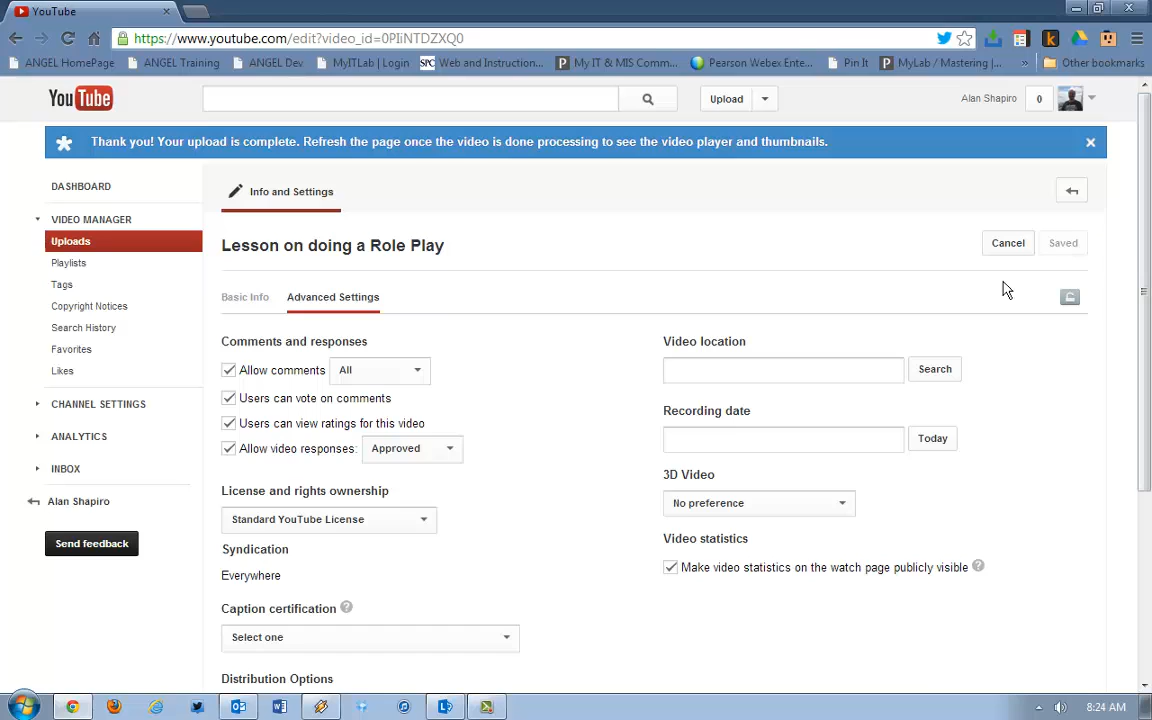 YouTube
https://www.youtube.com/edit?video_id=0PIiNTDZXQ0
ANGEL HomePage ANGEL Training ANGEL Dev MyITLab | Login SPC Web and Instruction... P My IT & MIS Comm... Pearson Webex Ente... Pin It P MyLab / Mastering |... » Other bookmarks
YouTube Upload Alan Shapiro 0
Thank you! Your upload is complete. Refresh the page once the video is done processing to see the video player and thumbnails.
DASHBOARD
VIDEO MANAGER
Uploads
Playlists
Tags
Copyright Notices
Search History
Favorites
Likes
CHANNEL SETTINGS
ANALYTICS
INBOX
Alan Shapiro
Send feedback
Info and Settings
Lesson on doing a Role Play
Cancel Saved
Basic Info Advanced Settings
Comments and responses
Allow comments All
Users can vote on comments
Users can view ratings for this video
Allow video responses: Approved
License and rights ownership
Standard YouTube License
Syndication
Everywhere
Caption certification ?
Select one
Distribution Options
Video location
Search
Recording date
Today
3D Video
No preference
Video statistics
Make video statistics on the watch page publicly visible ?
8:24 AM